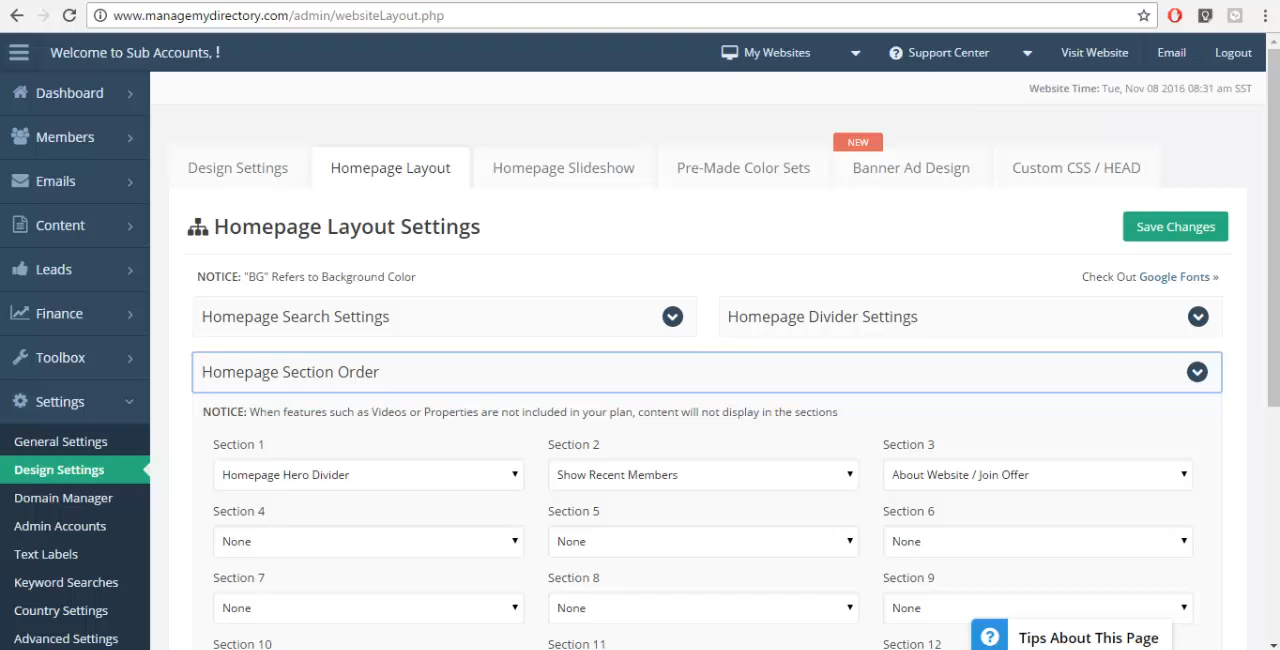 www.managemydirectory.com/admin/websiteLayout.php
Welcome to Sub Accounts, !
My Websites
Support Center
Visit Website
Email
Logout
Website Time: Tue, Nov 08 2016 08:31 am SST
Dashboard
Members
Emails
Content
Leads
Finance
Toolbox
Settings
General Settings
Design Settings
Domain Manager
Admin Accounts
Text Labels
Keyword Searches
Country Settings
Advanced Settings
NEW
Design Settings
Homepage Layout
Homepage Slideshow
Pre-Made Color Sets
Banner Ad Design
Custom CSS / HEAD
Homepage Layout Settings
Save Changes
NOTICE: "BG" Refers to Background Color
Check Out Google Fonts »
Homepage Search Settings
Homepage Divider Settings
Homepage Section Order
NOTICE: When features such as Videos or Properties are not included in your plan, content will not display in the sections
Section 1
Section 2
Section 3
Homepage Hero Divider
Show Recent Members
About Website / Join Offer
Section 4
Section 5
Section 6
None
None
None
Section 7
Section 8
Section 9
None
None
None
Section 10
Section 11
Section 12
? Tips About This Page